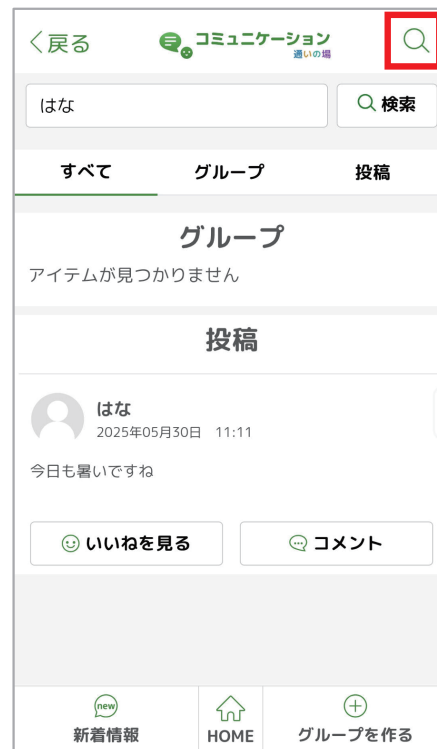 戻る
コミュニケーション
通いの場
はな
検索
すべて
グループ
投稿
グループ
アイテムが見つかりません
投稿
はな
2025年05月30日 11:11
今日も暑いですね
いいねを見る
コメント
new
新着情報
HOME
グループを作る